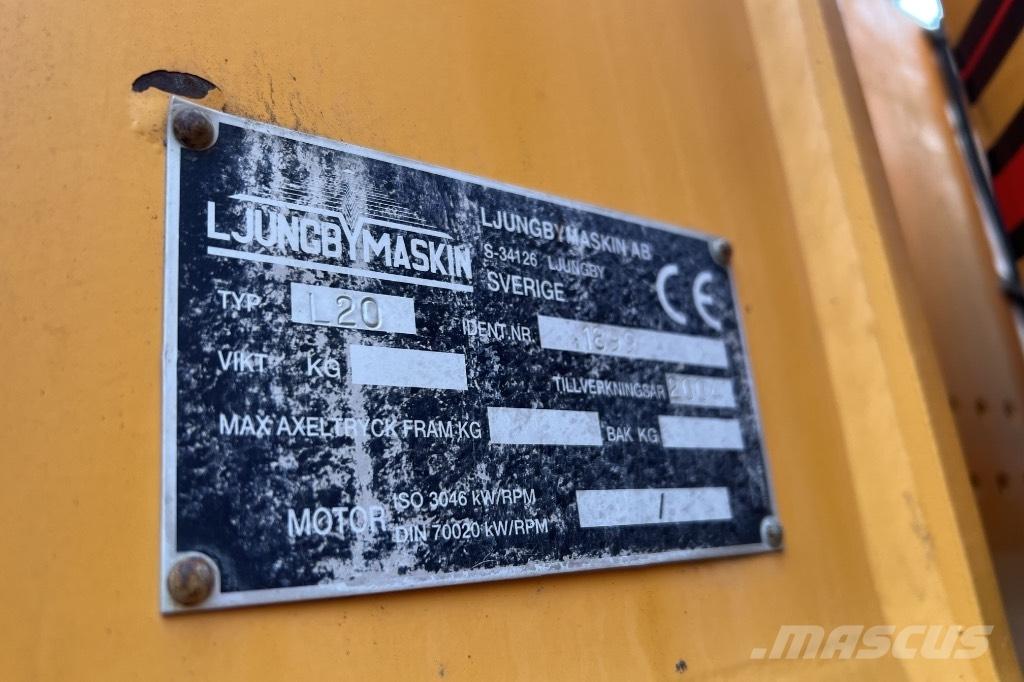 LJUNGBYMASKIN
LJUNGBYMASKIN AB
S-34126 LJUNGBY
SVERIGE
CE
TYP L20
IDENT.NR.
VIKT KG
TILLVERKNINGSÅR
MAX AXELTRYCK FRAM KG BAK KG
MOTOR
ISO 3046 KW/RPM
DIN 70020 KW/RPM
/
MASCUS